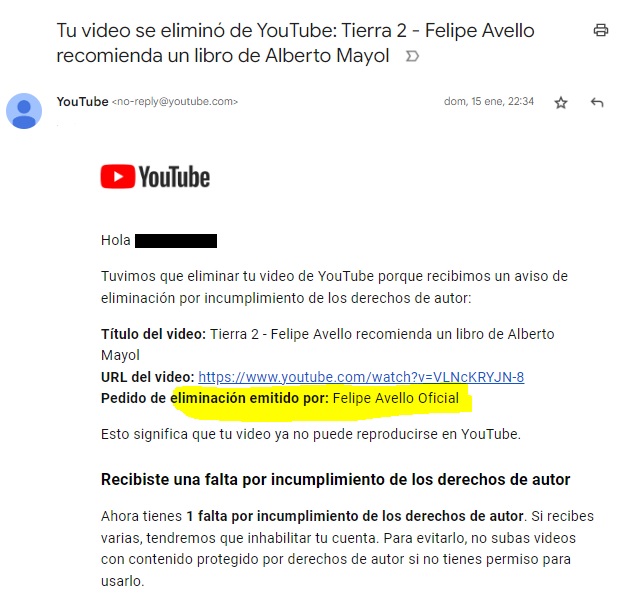 Tu video se eliminó de YouTube: Tierra 2 - Felipe Avello
recomienda un libro de Alberto Mayol
YouTube <no-reply@youtube.com>
dom, 15 ene, 22:34
YouTube
Hola
Tuvimos que eliminar tu video de YouTube porque recibimos un aviso de
eliminación por incumplimiento de los derechos de autor:
Título del video: Tierra 2 - Felipe Avello recomienda un libro de Alberto
Mayol
URL del video: https://www.youtube.com/watch?v=VLNcKRYJN-8
Pedido de eliminación emitido por: Felipe Avello Oficial
Esto significa que tu video ya no puede reproducirse en YouTube.
Recibiste una falta por incumplimiento de los derechos de autor
Ahora tienes 1 falta por incumplimiento de los derechos de autor. Si recibes
varias, tendremos que inhabilitar tu cuenta. Para evitarlo, no subas videos
con contenido protegido por derechos de autor si no tienes permiso para
usarlo.